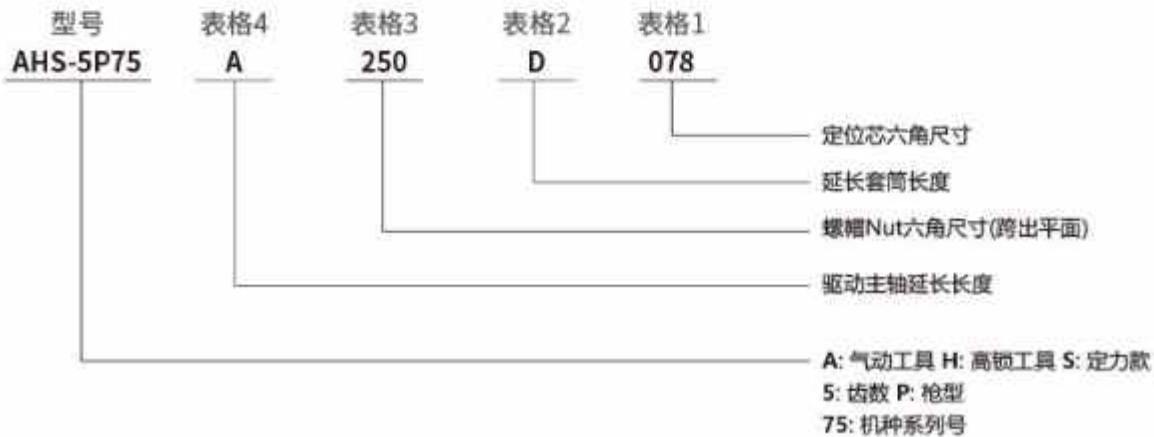 型号 表格4 表格3 表格2 表格1
AHS-5P75 A 250 D 078
定位芯六角尺寸
延长套筒长度
螺帽Nut六角尺寸(跨出平面)
驱动主轴延长长度
A: 气动工具 H: 高锁工具 S: 定力款
5: 齿数 P: 枪型
75: 机种系列号